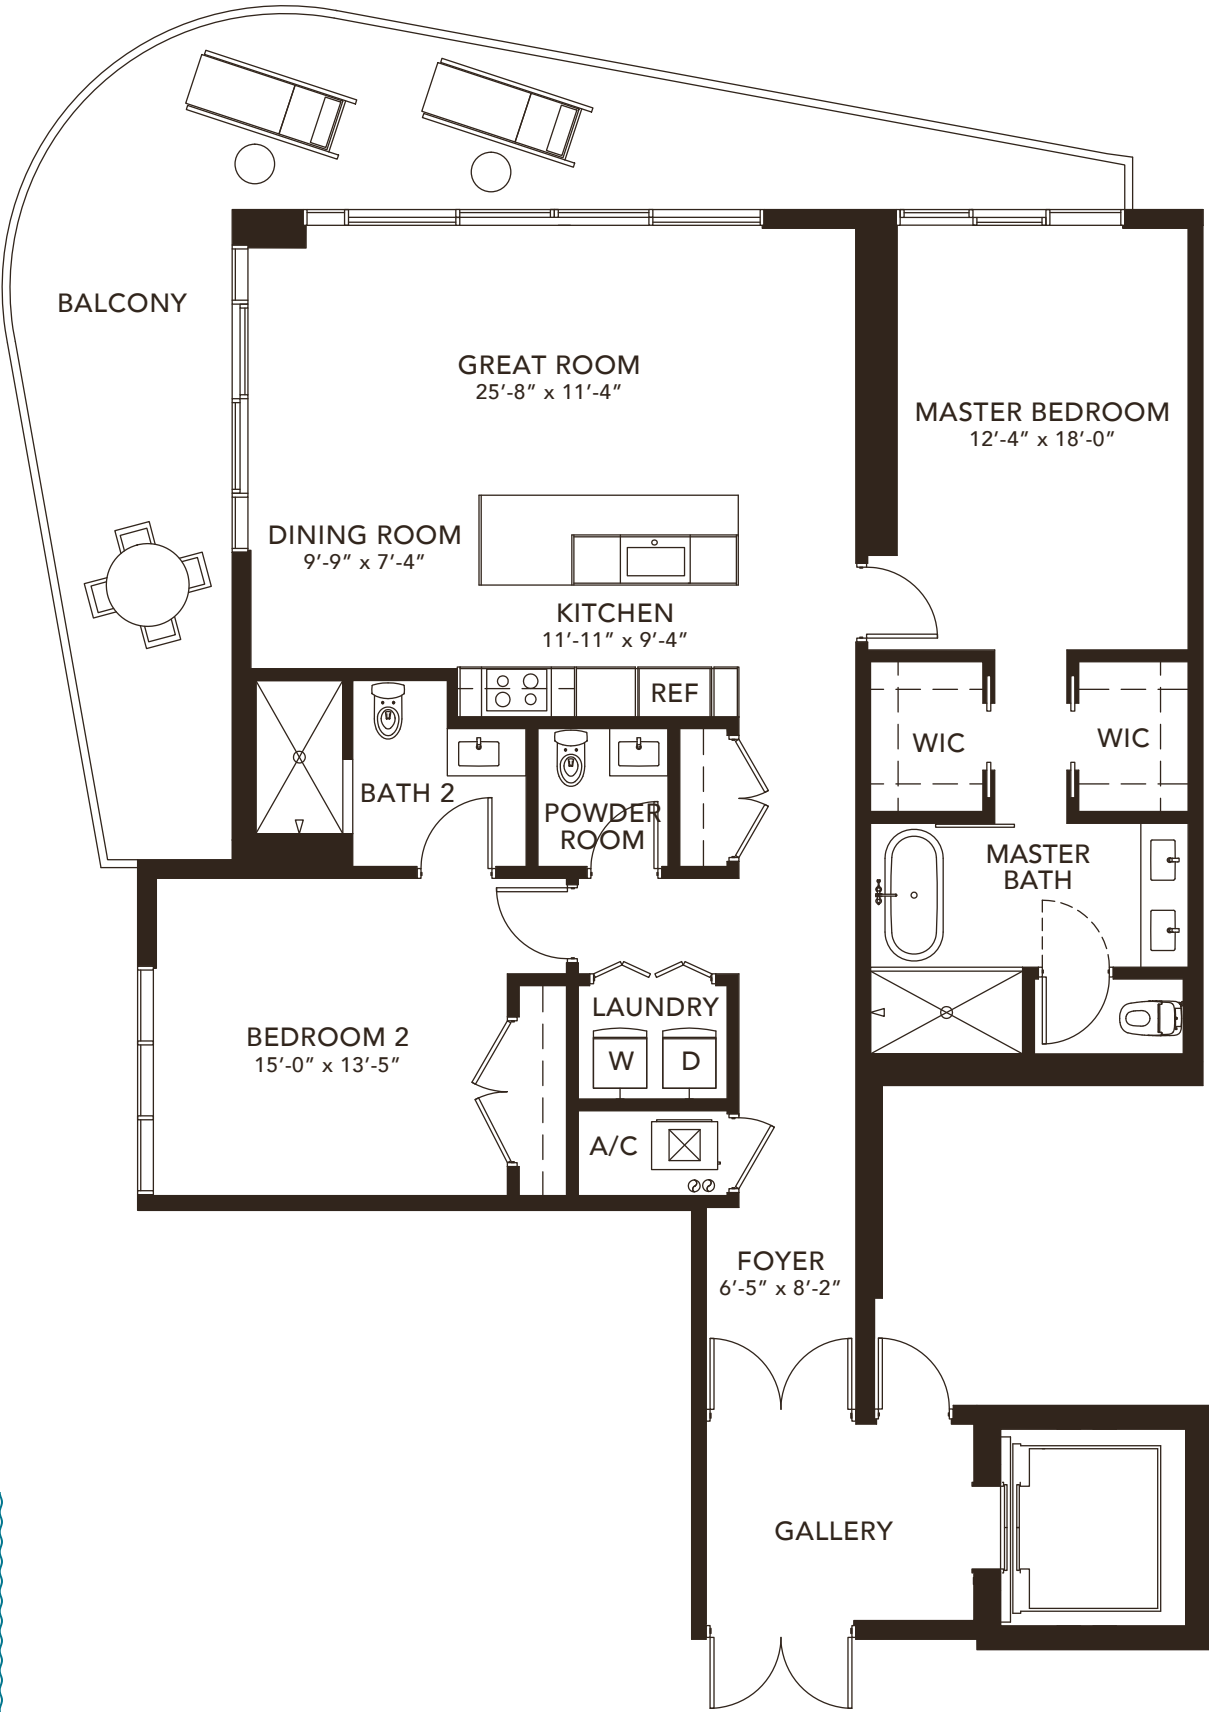 BALCONY
GREAT ROOM
25'-8" x 11'-4"
MASTER BEDROOM
12'-4" x 18'-0"
DINING ROOM
9'-9" x 7'-4"
KITCHEN
11'-11" x 9'-4"
REF
WIC
WIC
BATH 2
POWDER
ROOM
MASTER
BATH
LAUNDRY
W
D
BEDROOM 2
15'-0" x 13'-5"
A/C
FOYER
6'-5" x 8'-2"
GALLERY